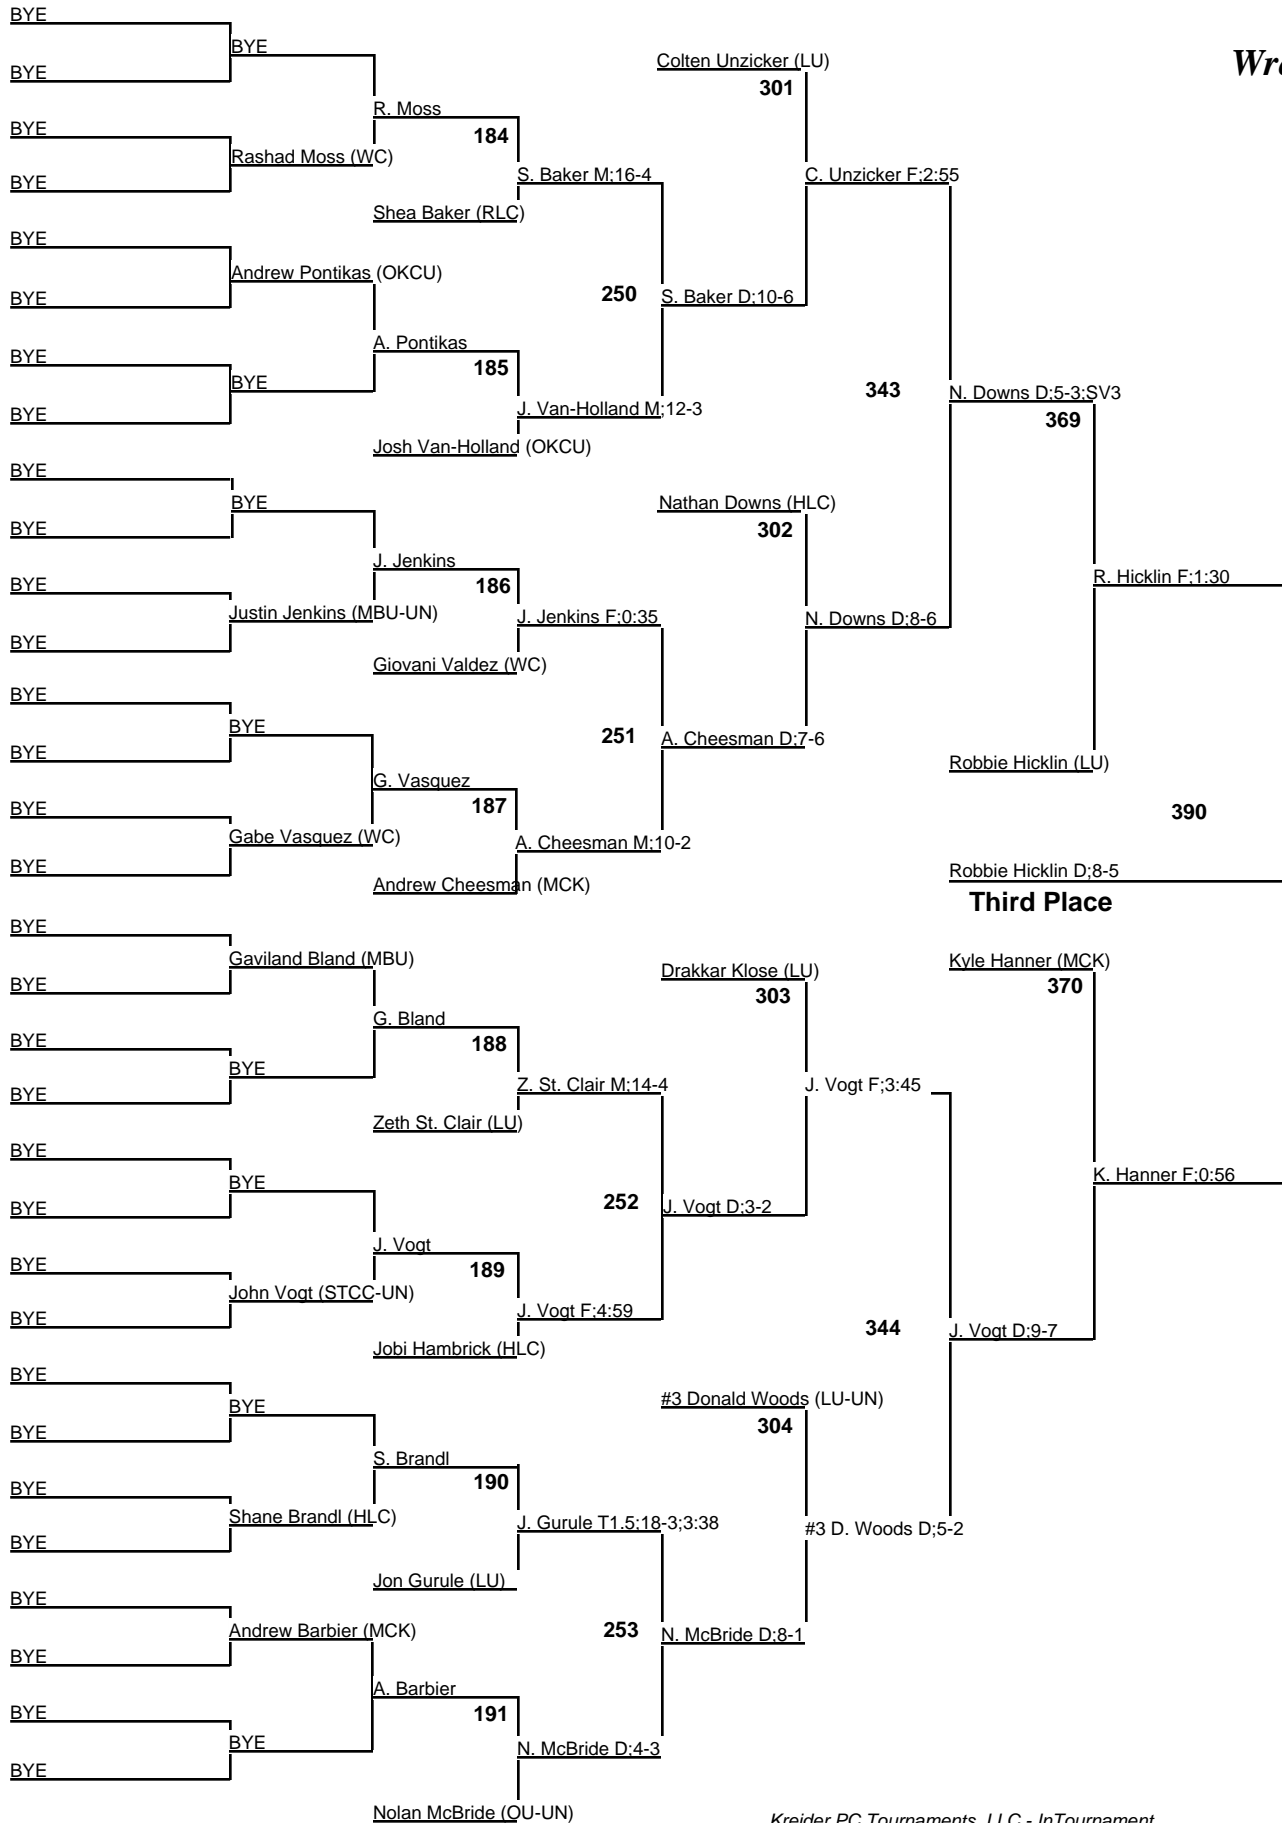 BYE
BYE
Colten Unzicker (LU)
Wre
BYE
301
R. Moss
BYE
184
Rashad Moss (WC)
S. Baker M;16-4
C. Unzicker F;2:55
BYE
Shea Baker (RLC)
BYE
Andrew Pontikas (OKCU)
BYE
250
S. Baker D;10-6
A. Pontikas
BYE
185
BYE
343
N. Downs D;5-3;SV3
BYE
J. Van-Holland M;12-3
369
Josh Van-Holland (OKCU)
BYE
BYE
Nathan Downs (HLC)
BYE
302
J. Jenkins
R. Hicklin F;1:30
BYE
186
Justin Jenkins (MBU-UN)
J. Jenkins F;0:35
N. Downs D;8-6
BYE
Giovani Valdez (WC)
BYE
BYE
251
A. Cheesman D;7-6
BYE
Robbie Hicklin (LU)
G. Vasquez
BYE
187
390
Gabe Vasquez (WC)
A. Cheesman M;10-2
BYE
Robbie Hicklin D;8-5
Andrew Cheesman (MCK)
Third Place
BYE
Gaviland Bland (MBU)
Drakkar Klose (LU)
Kyle Hanner (MCK)
BYE
303
370
G. Bland
BYE
188
BYE
Z. St. Clair M;14-4
J. Vogt F;3:45
BYE
Zeth St. Clair (LU)
BYE
BYE
K. Hanner F;0:56
BYE
252
J. Vogt D;3-2
J. Vogt
BYE
189
John Vogt (STCC-UN)
J. Vogt F;4:59
BYE
344
J. Vogt D;9-7
Jobi Hambrick (HLC)
BYE
BYE
#3 Donald Woods (LU-UN)
BYE
304
S. Brandl
BYE
190
Shane Brandl (HLC)
J. Gurule T1.5;18-3;3:38
#3 D. Woods D;5-2
BYE
Jon Gurule (LU)
BYE
Andrew Barbier (MCK)
253
N. McBride D;8-1
BYE
A. Barbier
BYE
191
BYE
N. McBride D;4-3
BYE
Nolan McBride (OU-UN)
Kreider PC Tournaments, LLC - InTournament